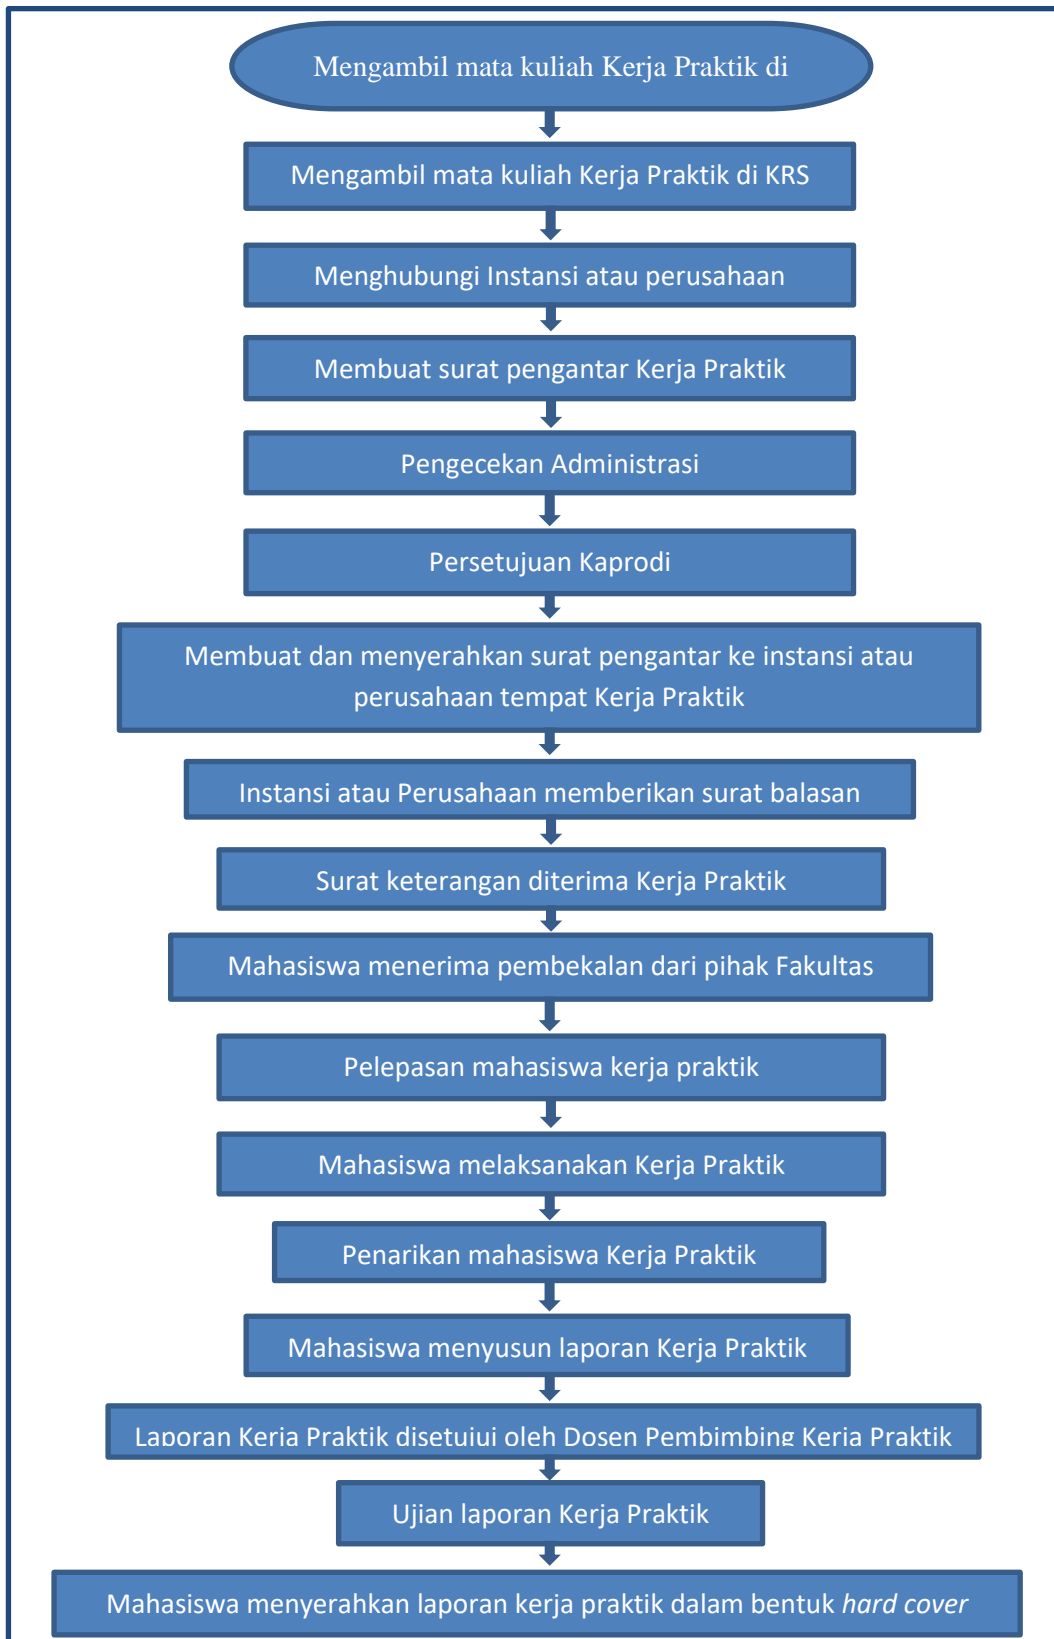 Mengambil mata kuliah Kerja Praktik di
Mengambil mata kuliah Kerja Praktik di KRS
Menghubungi Instansi atau perusahaan
Membuat surat pengantar Kerja Praktik
Pengecekan Administrasi
Persetujuan Kaprodi
Membuat dan menyerahkan surat pengantar ke instansi atau
perusahaan tempat Kerja Praktik
Instansi atau Perusahaan memberikan surat balasan
Surat keterangan diterima Kerja Praktik
Mahasiswa menerima pembekalan dari pihak Fakultas
Pelepasan mahasiswa kerja praktik
Mahasiswa melaksanakan Kerja Praktik
Penarikan mahasiswa Kerja Praktik
Mahasiswa menyusun laporan Kerja Praktik
Laporan Kerja Praktik disetujui oleh Dosen Pembimbing Kerja Praktik
Ujian laporan Kerja Praktik
Mahasiswa menyerahkan laporan kerja praktik dalam bentuk hard cover